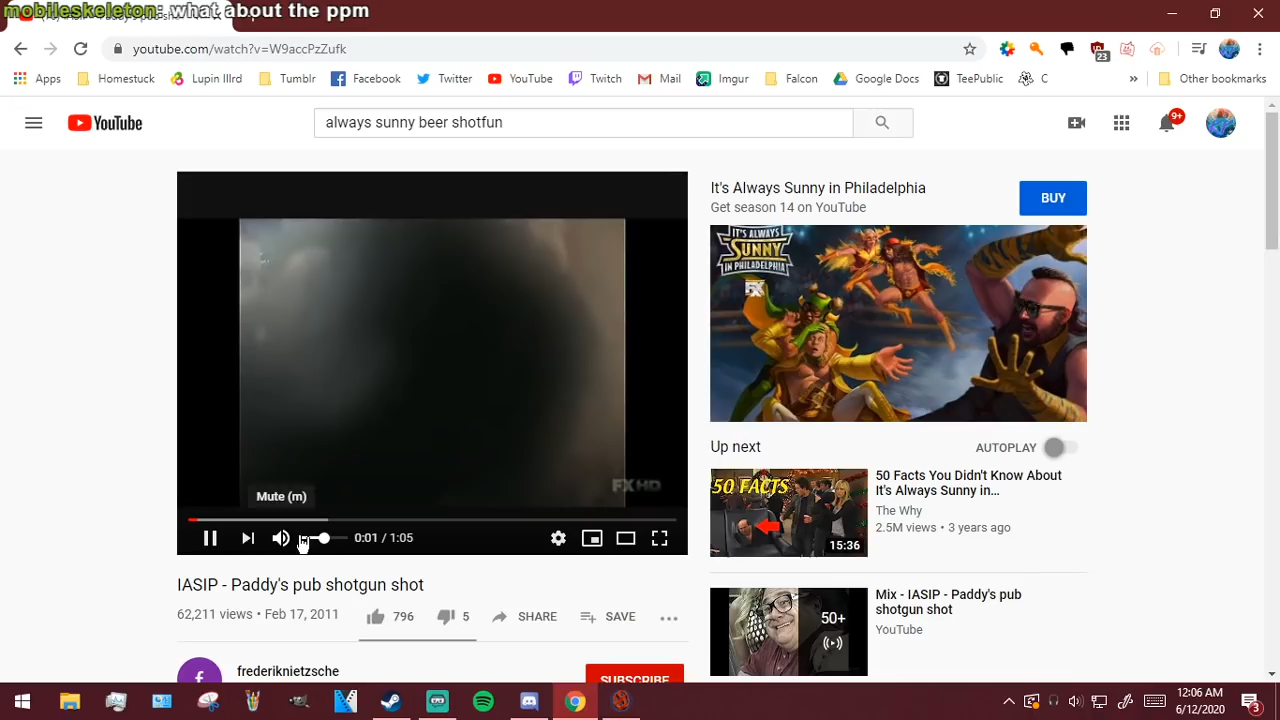 mobileskeleton: what about the ppm
youtube.com/watch?v=W9accPzZufk
23
Apps
Homestuck
Lupin IIIrd
Tumblr
Facebook
Twitter
YouTube
Twitch
Mail
Imgur
Falcon
Google Docs
TeePublic
C
»
Other bookmarks
YouTube
always sunny beer shotfun
9+
It's Always Sunny in Philadelphia
Get season 14 on YouTube
BUY
IT'S ALWAYS
SUNNY
IN PHILADELPHIA
FX
FXHD
Mute (m)
0:01 / 1:05
Up next
AUTOPLAY
50 FACTS
15:36
50 Facts You Didn't Know About
It's Always Sunny in…
The Why
2.5M views • 3 years ago
IASIP - Paddy's pub shotgun shot
62,211 views • Feb 17, 2011
796
5
SHARE
SAVE
50+
Mix - IASIP - Paddy's pub
shotgun shot
YouTube
f
frederiknietzsche
SUBSCRIBE
12:06 AM
6/12/2020
3